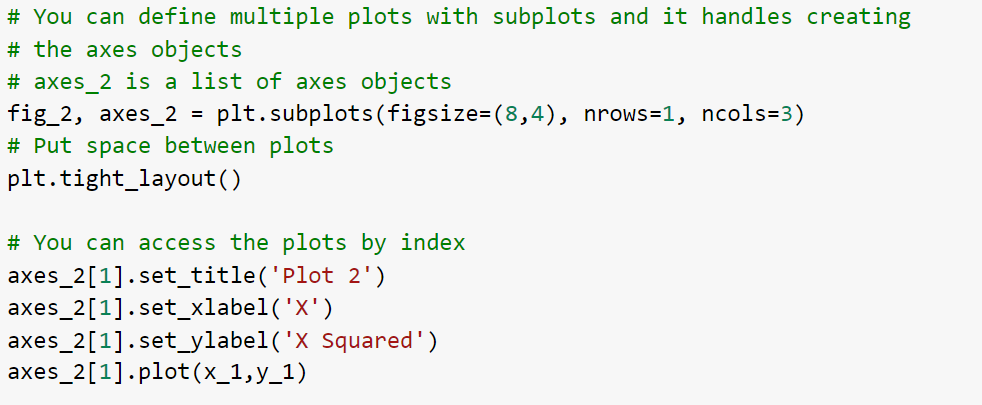 # You can define multiple plots with subplots and it handles creating
# the axes objects
# axes_2 is a list of axes objects
fig_2, axes_2 = plt.subplots(figsize=(8,4), nrows=1, ncols=3)
# Put space between plots
plt.tight_layout()
# You can access the plots by index
axes_2[1].set_title('Plot 2')
axes_2[1].set_xlabel('X')
axes_2[1].set_ylabel('X Squared')
axes_2[1].plot(x_1,y_1)